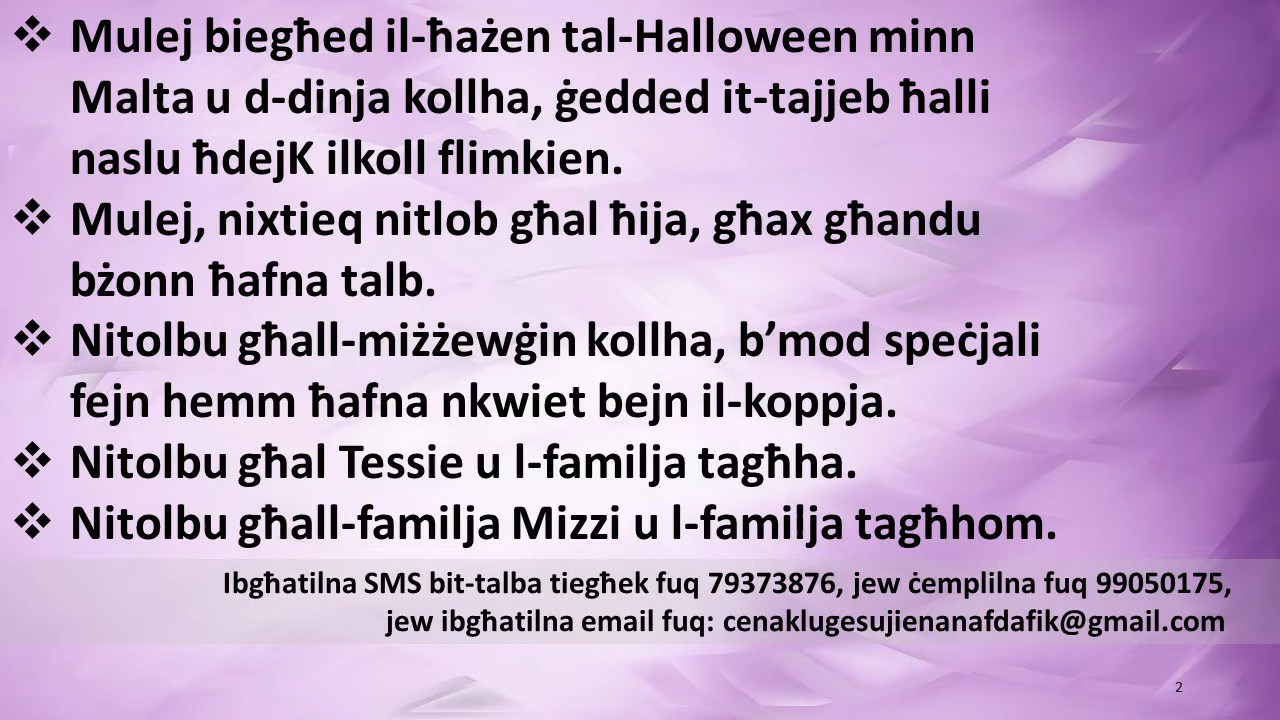 ❖ Mulej biegħed il-ħażen tal-Halloween minn
Malta u d-dinja kollha, ġedded it-tajjeb ħalli
naslu ħdejK ilkoll flimkien.
❖ Mulej, nixtieq nitlob għal ħija, għax għandu
bżonn ħafna talb.
❖ Nitolbu għall-miżżewġin kollha, b’mod speċjali
fejn hemm ħafna nkwiet bejn il-koppja.
❖ Nitolbu għal Tessie u l-familja tagħha.
❖ Nitolbu għall-familja Mizzi u l-familja tagħhom.
Ibgħatilna SMS bit-talba tiegħek fuq 79373876, jew ċemplilna fuq 99050175,
jew ibgħatilna email fuq: cenaklugesujienanafdafik@gmail.com
2